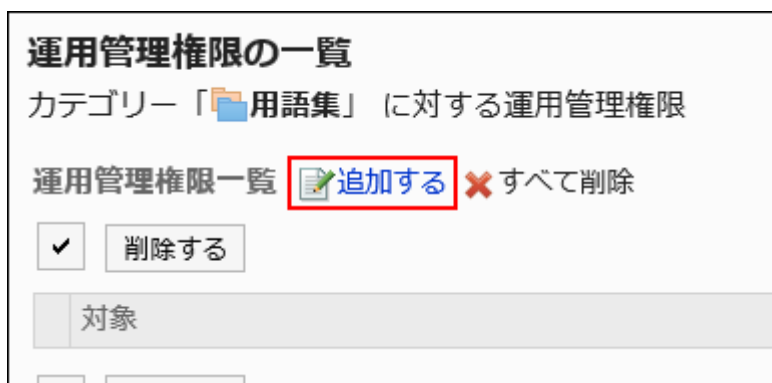 運用管理権限の一覧
カテゴリー「用語集」 に対する運用管理権限
運用管理権限一覧 追加する すべて削除
削除する
対象